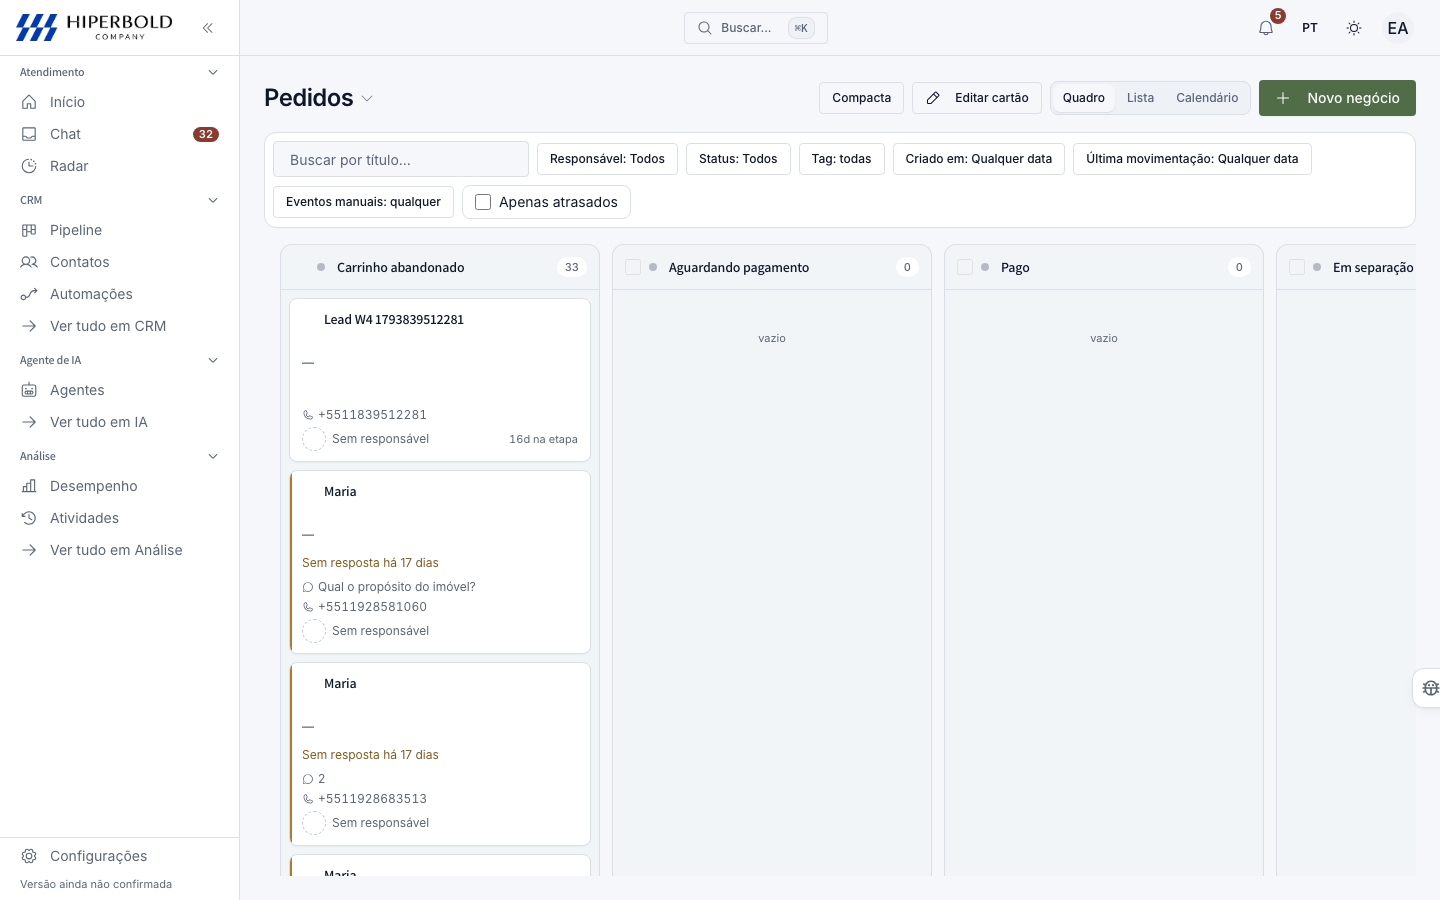 HIPERBOLD
COMPANY
Buscar...
⌘K
5
PT
EA
Atendimento
Início
Chat
32
Radar
CRM
Pipeline
Contatos
Automações
Ver tudo em CRM
Agente de IA
Agentes
Ver tudo em IA
Análise
Desempenho
Atividades
Ver tudo em Análise
Configurações
Versão ainda não confirmada
Pedidos
Compacta
Editar cartão
Quadro
Lista
Calendário
Novo negócio
Buscar por título...
Responsável: Todos
Status: Todos
Tag: todas
Criado em: Qualquer data
Última movimentação: Qualquer data
Eventos manuais: qualquer
Apenas atrasados
Carrinho abandonado
33
Lead W4 1793839512281
—
+5511839512281
Sem responsável
16d na etapa
Maria
—
Sem resposta há 17 dias
Qual o propósito do imóvel?
+5511928581060
Sem responsável
Maria
—
Sem resposta há 17 dias
2
+5511928683513
Sem responsável
Maria
Aguardando pagamento
0
vazio
Pago
0
vazio
Em separação